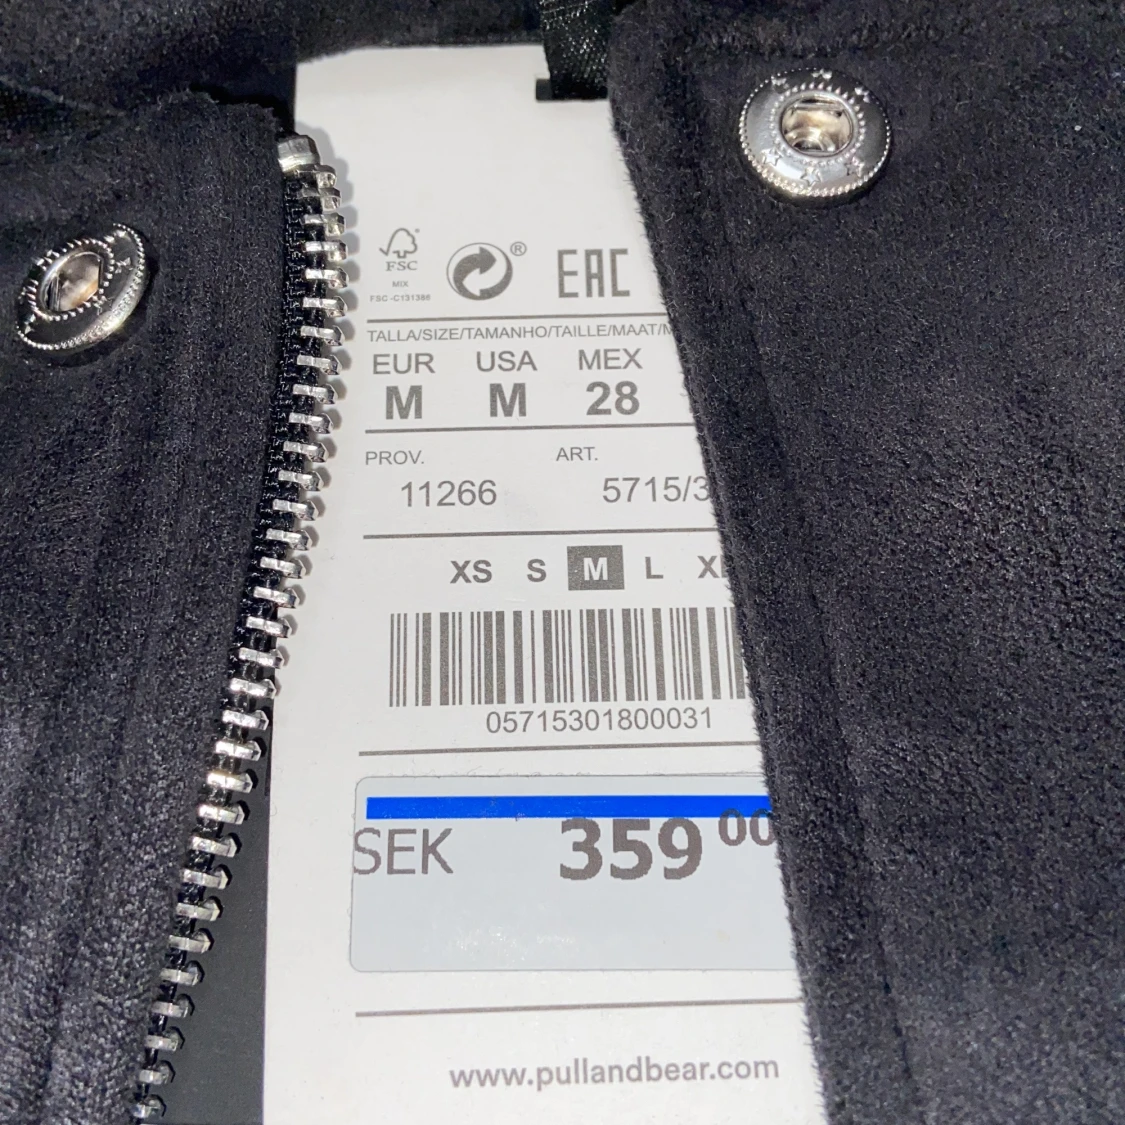 FSC ® EAC
MIX
FSC-C131386
TALLA/SIZE/TAMANHO/TAILLE/MAAT/
EUR USA MEX
M M 28
PROV. ART.
11266 5715/3
XS S M L
05715301800031
SEK 359 00
www.pullandbear.com